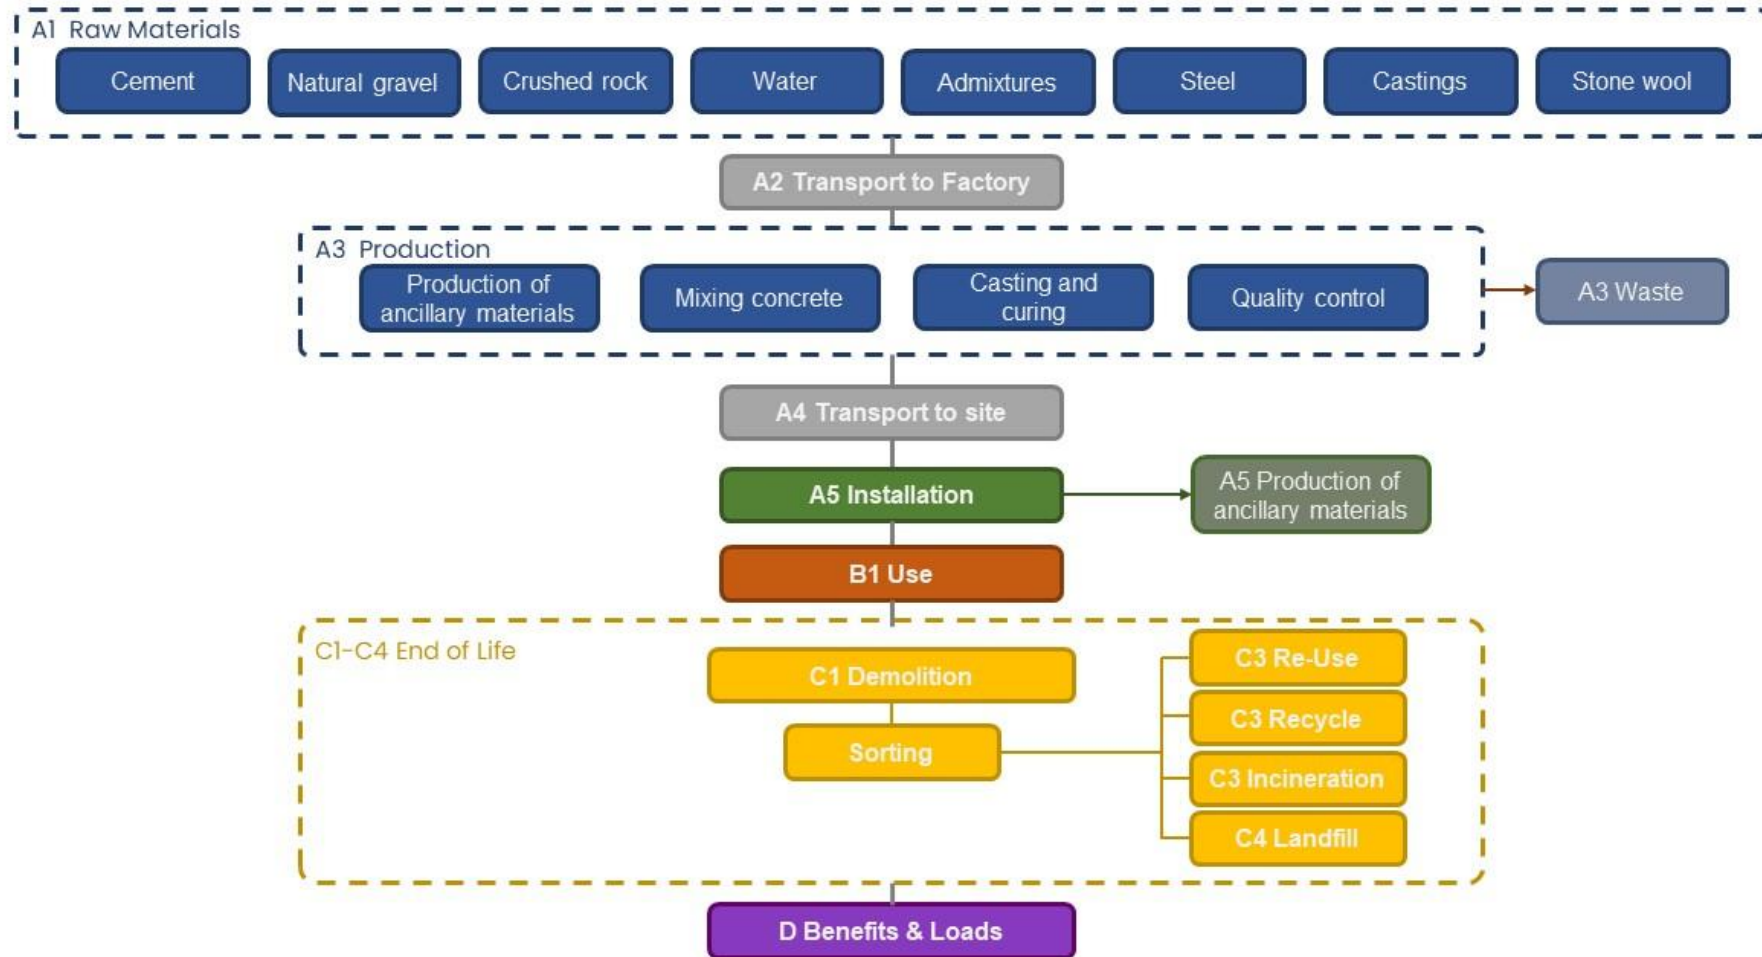 A1 Raw Materials
Cement
Natural gravel
Crushed rock
Water
Admixtures
Steel
Castings
Stone wool
A2 Transport to Factory
A3 Production
Production of
ancillary materials
Mixing concrete
Casting and
curing
Quality control
A3 Waste
A4 Transport to site
A5 Installation
A5 Production of
ancillary materials
B1 Use
C1-C4 End of Life
C1 Demolition
Sorting
C3 Re-Use
C3 Recycle
C3 Incineration
C4 Landfill
D Benefits & Loads